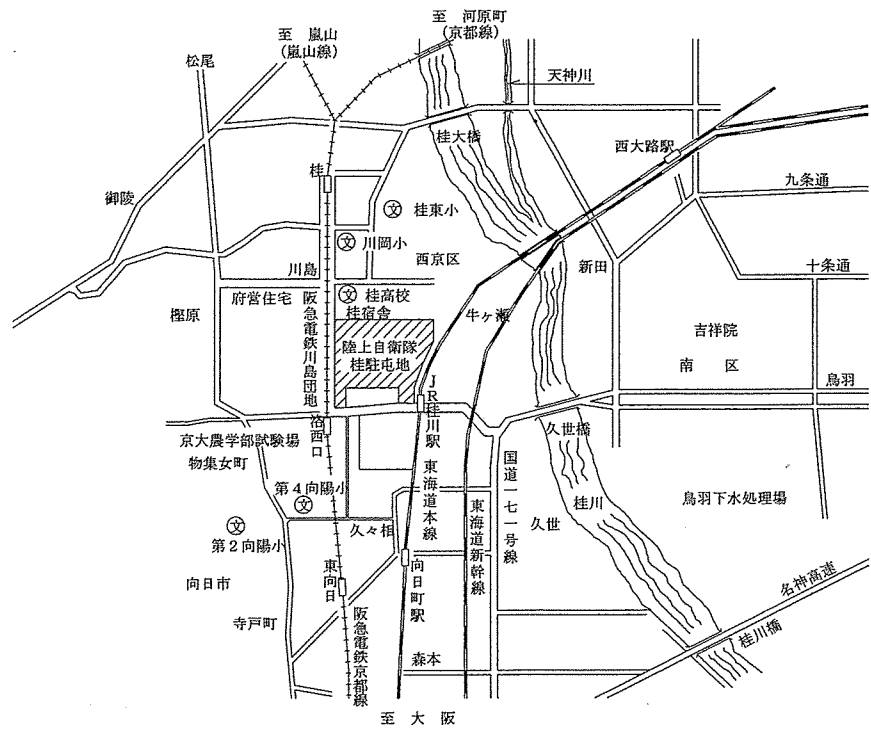 至　河原町
(京都線)
至　嵐山
(嵐山線)
松尾
天神川
桂大橋
西大路駅
桂
九条通
御陵
文
桂東小
文
川岡小
西京区
川島
新田
十条通
文
桂高校
府営住宅
桂宿舎
樫原
牛ヶ瀬
吉祥院
阪急電鉄川島団地
陸上自衛隊
桂駐屯地
南　区
鳥羽
JR桂川駅
洛西口
久世橋
京大農学部試験場
物集女町
国道一七一号線
東海道本線
第4向陽小
文
桂川
鳥羽下水処理場
東海道新幹線
久世
文
久々相
第2向陽小
東向日
向日町駅
向日市
名神高速
寺戸町
阪急電鉄京都線
桂川橋
森本
至　大　阪